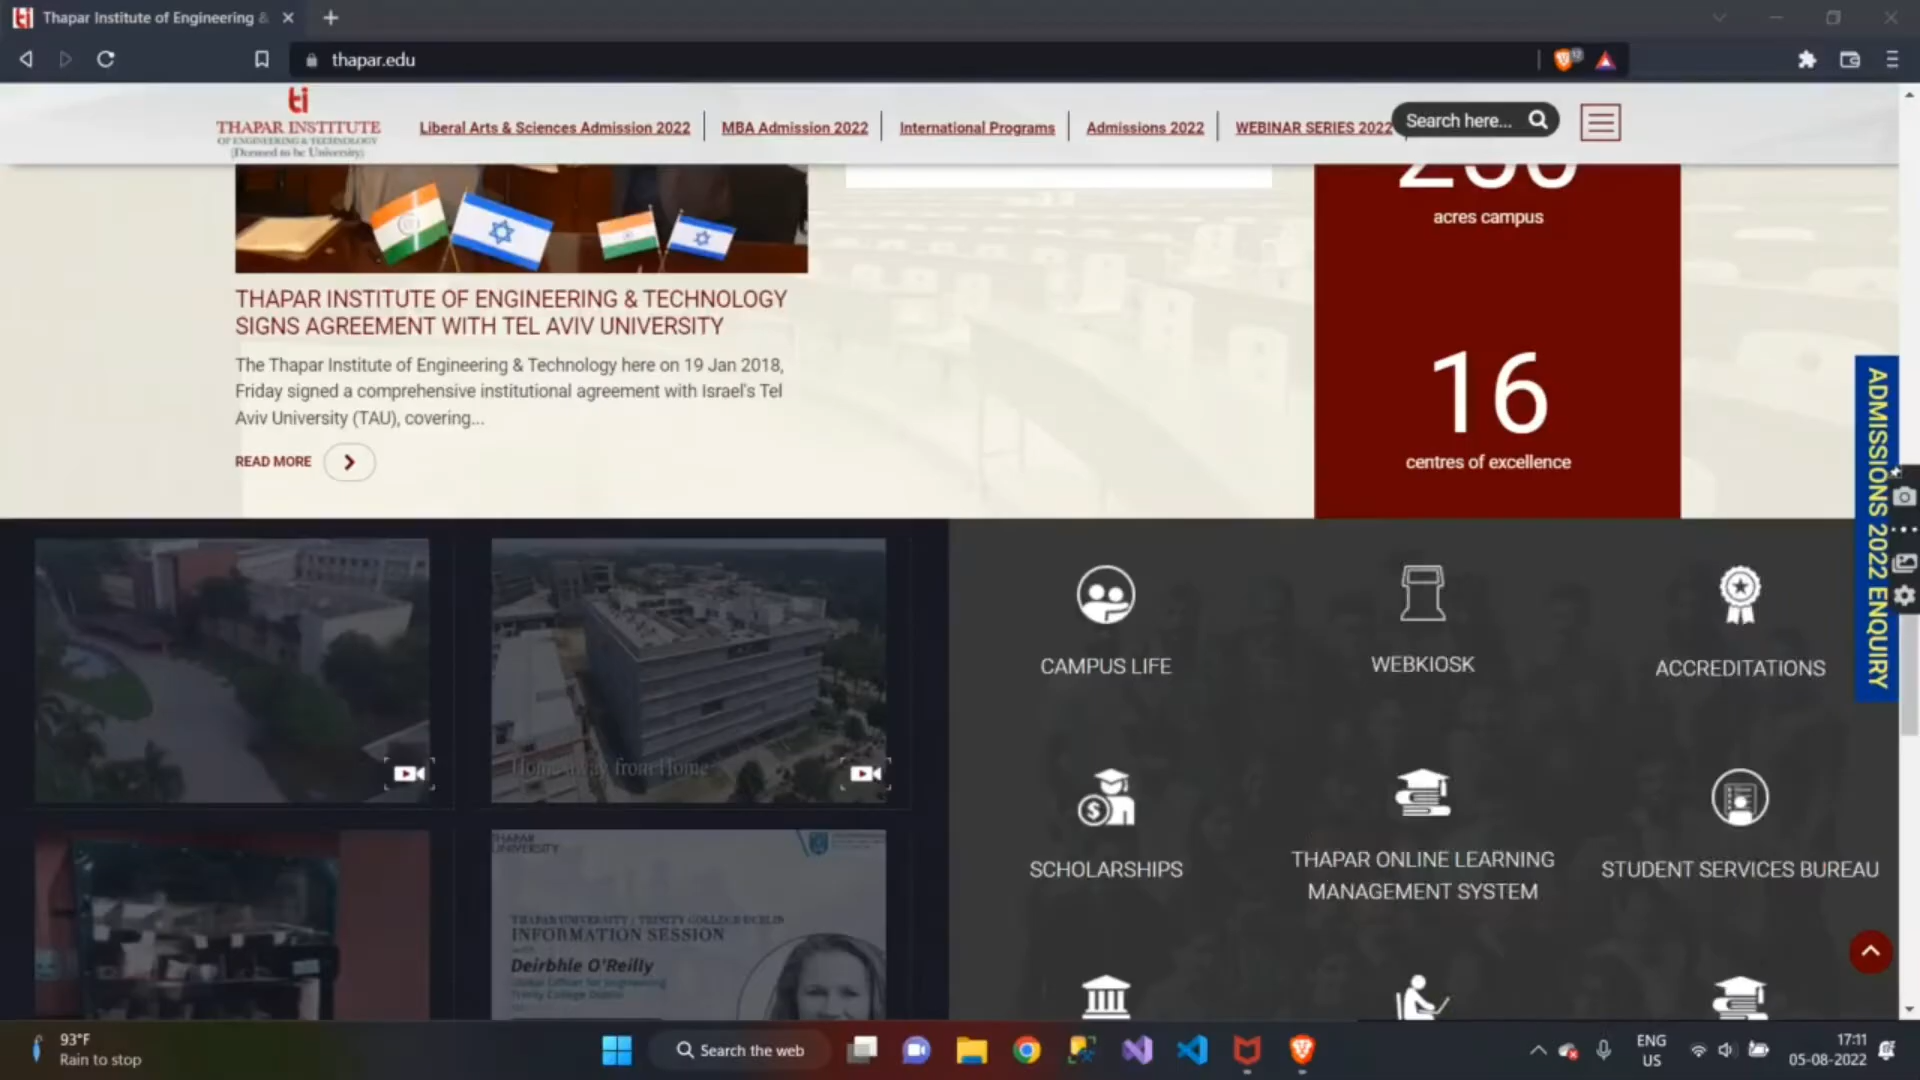 Thapar Institute of Engineering &
thapar.edu
12
ti
THAPAR INSTITUTE
OF ENGINEERING & TECHNOLOGY
(Deemed to be University)
Liberal Arts & Sciences Admission 2022
MBA Admission 2022
International Programs
Admissions 2022
WEBINAR SERIES 2022
Search here...
acres campus
THAPAR INSTITUTE OF ENGINEERING & TECHNOLOGY
SIGNS AGREEMENT WITH TEL AVIV UNIVERSITY
The Thapar Institute of Engineering & Technology here on 19 Jan 2018,
Friday signed a comprehensive institutional agreement with Israel's Tel
Aviv University (TAU), covering...
READ MORE
16
centres of excellence
ADMISSIONS 2022 ENQUIRY
Home away from Home
CAMPUS LIFE
WEBKIOSK
ACCREDITATIONS
SCHOLARSHIPS
THAPAR ONLINE LEARNING
MANAGEMENT SYSTEM
STUDENT SERVICES BUREAU
THAPAR
UNIVERSITY
THAPAR UNIVERSITY / TRINITY COLLEGE DUBLIN
INFORMATION SESSION
with
Deirbhle O'Reilly
Global Officer for Engineering
Trinity College Dublin
93°F
Rain to stop
Search the web
ENG
US
17:11
05-08-2022